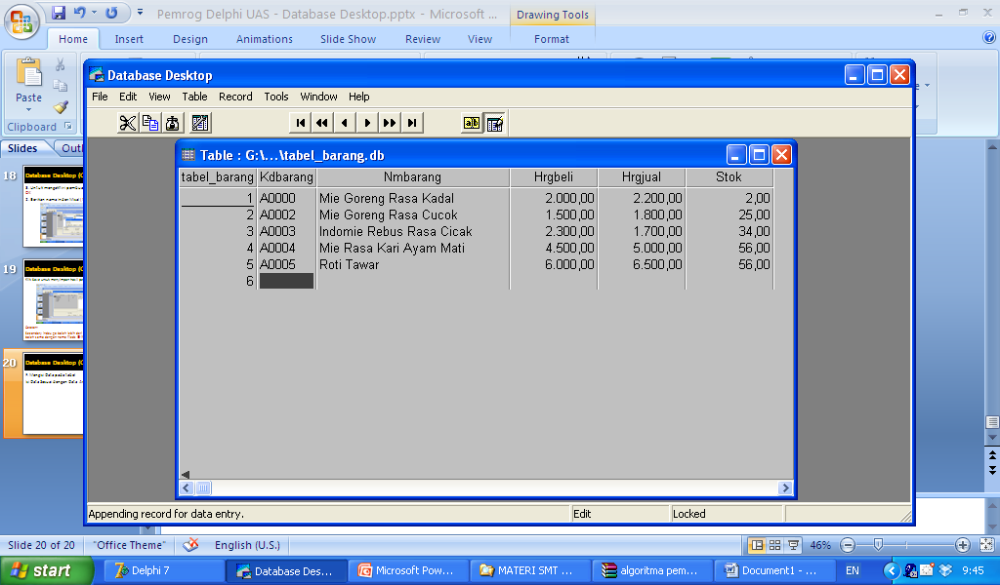 Pemrog Delphi UAS - Database Desktop.pptx - Microsoft ...
Drawing Tools
Home Insert Design Animations Slide Show Review View Format
Paste
Clipboard
Slides Outl
18
Database Desktop (C
19
Database Desktop (C
20
Database Desktop (C
Database Desktop
File Edit View Table Record Tools Window Help
Table : G:\...\tabel_barang.db
tabel_barang Kdbarang Nmbarang Hrgbeli Hrgjual Stok
1 A0000 Mie Goreng Rasa Kadal 2.000,00 2.200,00 2,00
2 A0002 Mie Goreng Rasa Cucok 1.500,00 1.800,00 25,00
3 A0003 Indomie Rebus Rasa Cicak 2.300,00 1.700,00 34,00
4 A0004 Mie Rasa Kari Ayam Mati 4.500,00 5.000,00 56,00
5 A0005 Roti Tawar 6.000,00 6.500,00 56,00
6
Appending record for data entry. Edit Locked
Slide 20 of 20 "Office Theme" English (U.S.) 46%
start Delphi 7 Database Des... Microsoft Pow... MATERI SMT ... algoritma pem... Document1 - ... EN 9:45